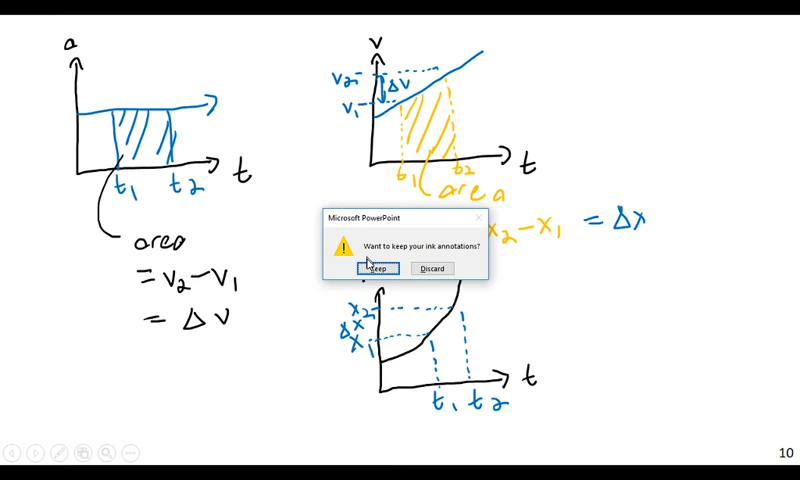 a
t
t1
t2
area
= V2 - V1
= Δ V
V
V2
V1
ΔV
t
t1
t2
area
x2 - x1 = Δx
Microsoft PowerPoint
Want to keep your ink annotations?
Keep
Discard
x2
Δx
x1
t
t1
t2
10